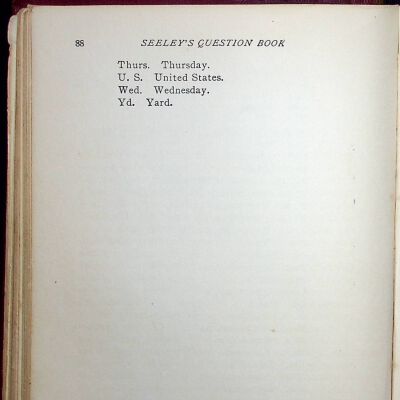 88 SEELEY'S QUESTION BOOK
Thurs. Thursday.
U. S. United States.
Wed. Wednesday.
Yd. Yard.